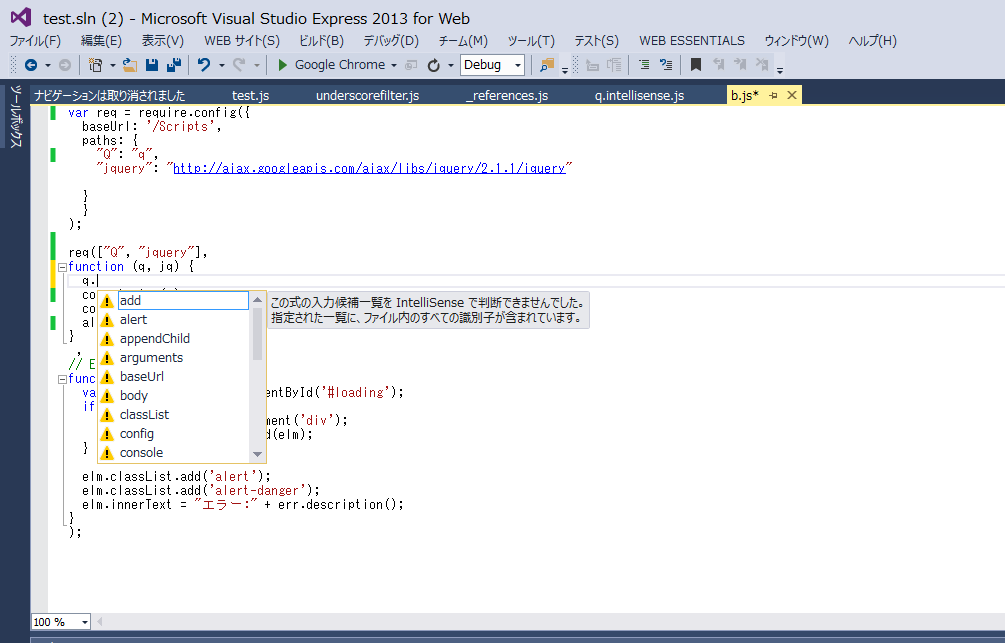 test.sln (2) - Microsoft Visual Studio Express 2013 for Web
ファイル(F) 編集(E) 表示(V) WEB サイト(S) ビルド(B) デバッグ(D) チーム(M) ツール(T) テスト(S) WEB ESSENTIALS ウィンドウ(W) ヘルプ(H)
Google Chrome Debug
ツールボックス
ナビゲーションは取り消されました test.js underscorefilter.js _references.js q.intellisense.js b.js*
var req = require.config({
baseUrl: '/Scripts',
paths: {
"Q": "q",
"jquery": "http://ajax.googleapis.com/ajax/libs/jquery/2.1.1/jquery"
}
}
);
req(["Q", "jquery"],
function (q, jq) {
q.
co
co
al
}
,
// E
func
va
if
}
add
alert
appendChild
arguments
baseUrl
body
classList
config
console
この式の入力候補一覧を IntelliSense で判断できませんでした。
指定された一覧に、ファイル内のすべての識別子が含まれています。
entById('#loading');
ment('div');
d(elm);
elm.classList.add('alert');
elm.classList.add('alert-danger');
elm.innerText = "エラー:" + err.description();
}
);
100 %